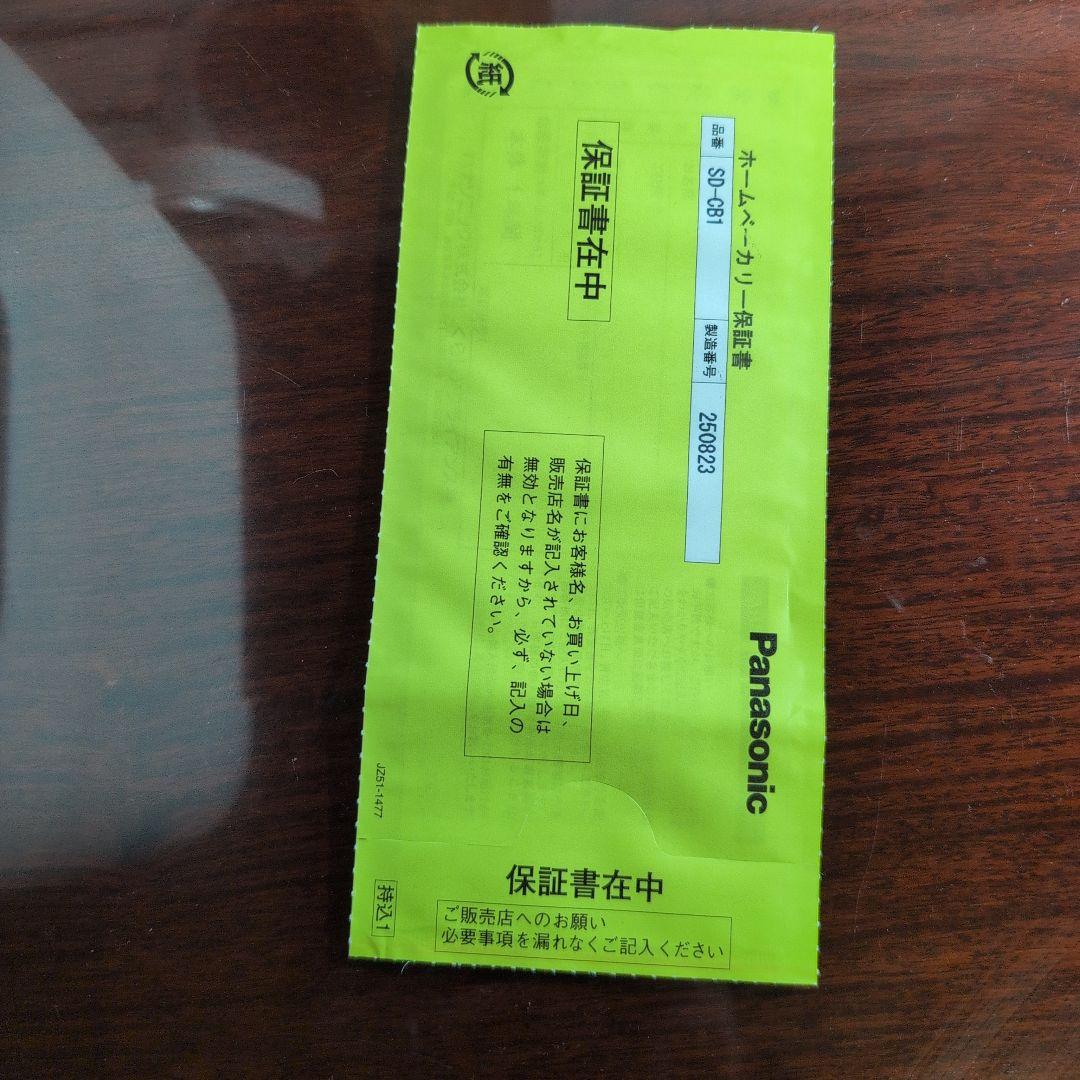 ホームベーカリー保証書
品番 SD-CB1 製造番号 250823
Panasonic
紙
保証書在中
保証書にお客様名、お買い上げ日、
販売店名が記入されていない場合は
無効となりますから、必ず、記入の
有無をご確認ください。
JZ51-1477
持込1
保証書在中
ご販売店へのお願い
必要事項を漏れなくご記入ください